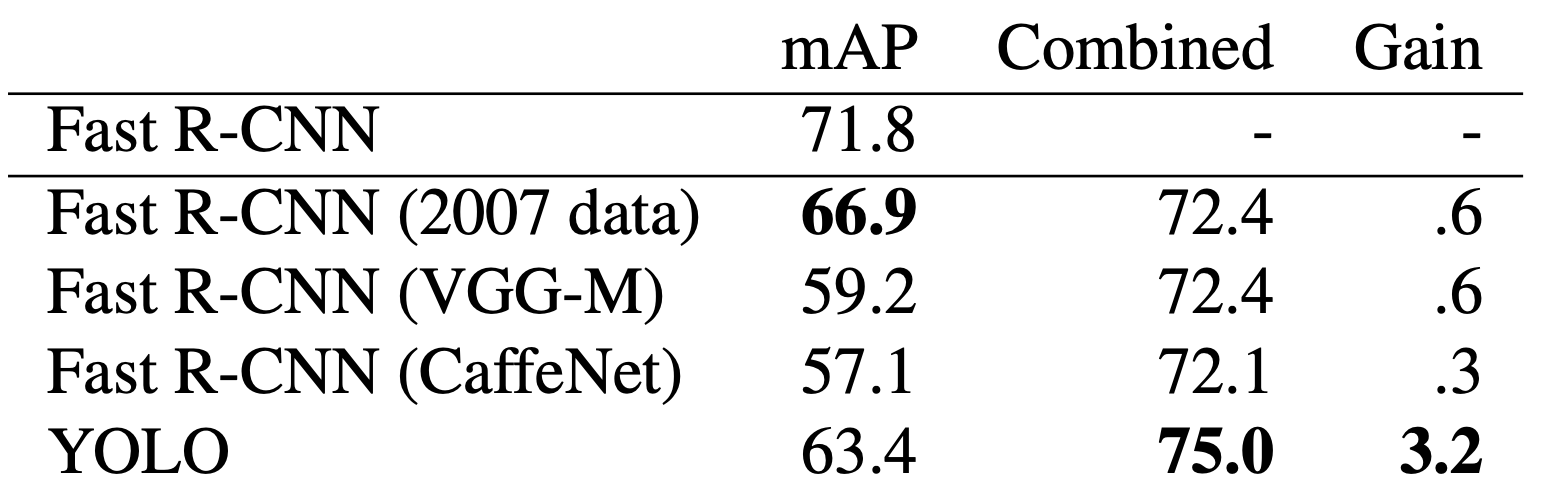 mAP Combined Gain
Fast R-CNN 71.8 - -
Fast R-CNN (2007 data) 66.9 72.4 .6
Fast R-CNN (VGG-M) 59.2 72.4 .6
Fast R-CNN (CaffeNet) 57.1 72.1 .3
YOLO 63.4 75.0 3.2